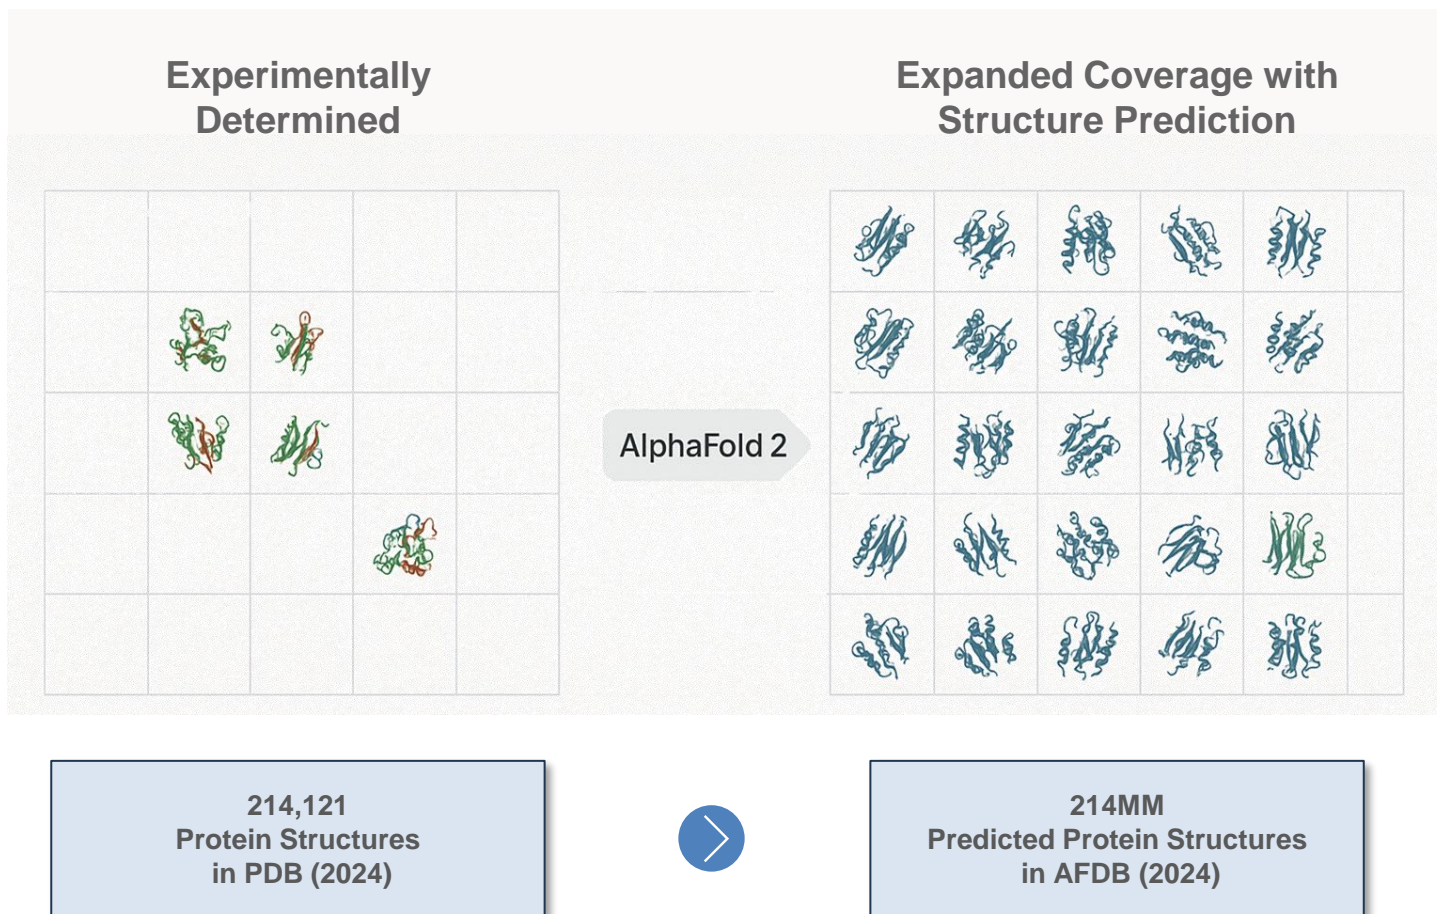 Experimentally
Determined
Expanded Coverage with
Structure Prediction
AlphaFold 2
214,121
Protein Structures
in PDB (2024)
214MM
Predicted Protein Structures
in AFDB (2024)